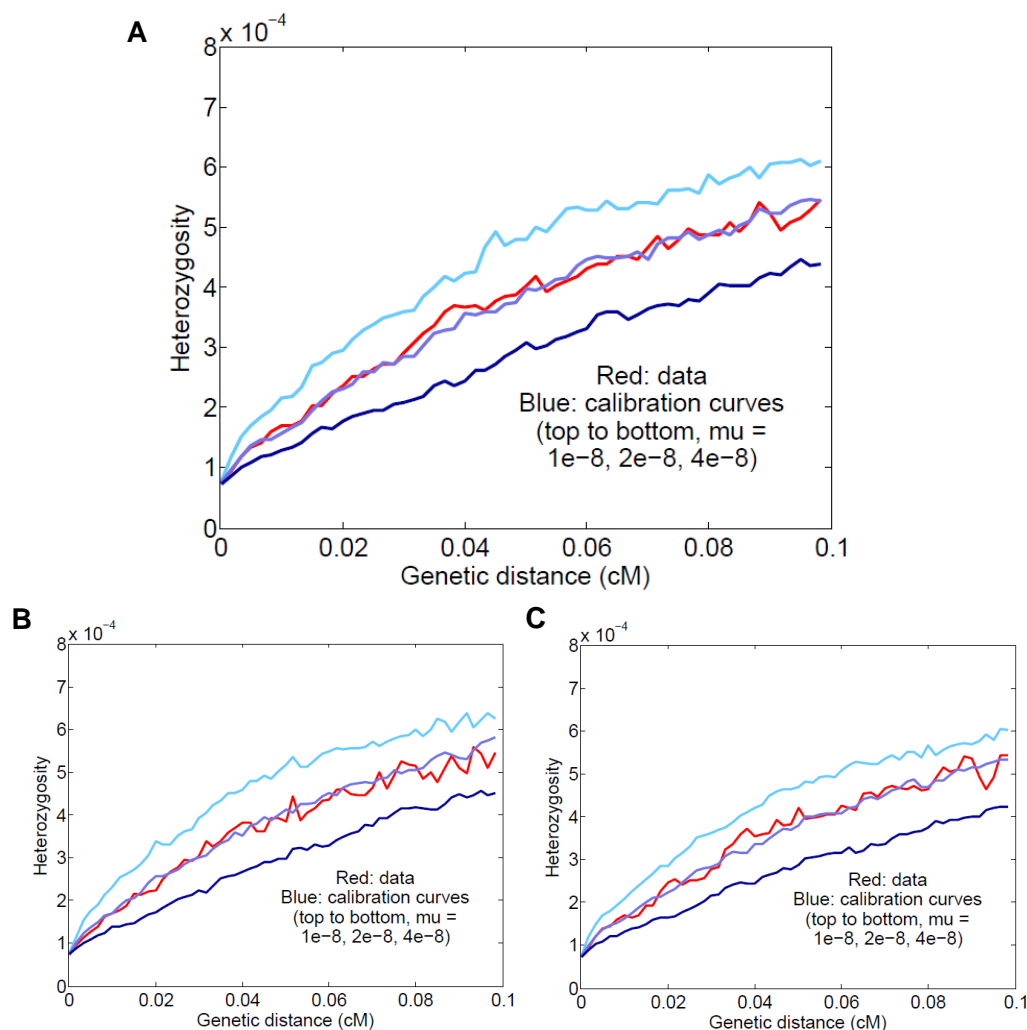 A
8 x 10⁻⁴
7
6
5
4
3
2
1
0
Heterozygosity
Red: data
Blue: calibration curves
(top to bottom, mu =
1e−8, 2e−8, 4e−8)
0 0.02 0.04 0.06 0.08 0.1
Genetic distance (cM)
B
8 x 10⁻⁴
7
6
5
4
3
2
1
0
Heterozygosity
Red: data
Blue: calibration curves
(top to bottom, mu =
1e−8, 2e−8, 4e−8)
0 0.02 0.04 0.06 0.08 0.1
Genetic distance (cM)
C
8 x 10⁻⁴
7
6
5
4
3
2
1
0
Heterozygosity
Red: data
Blue: calibration curves
(top to bottom, mu =
1e−8, 2e−8, 4e−8)
0 0.02 0.04 0.06 0.08 0.1
Genetic distance (cM)